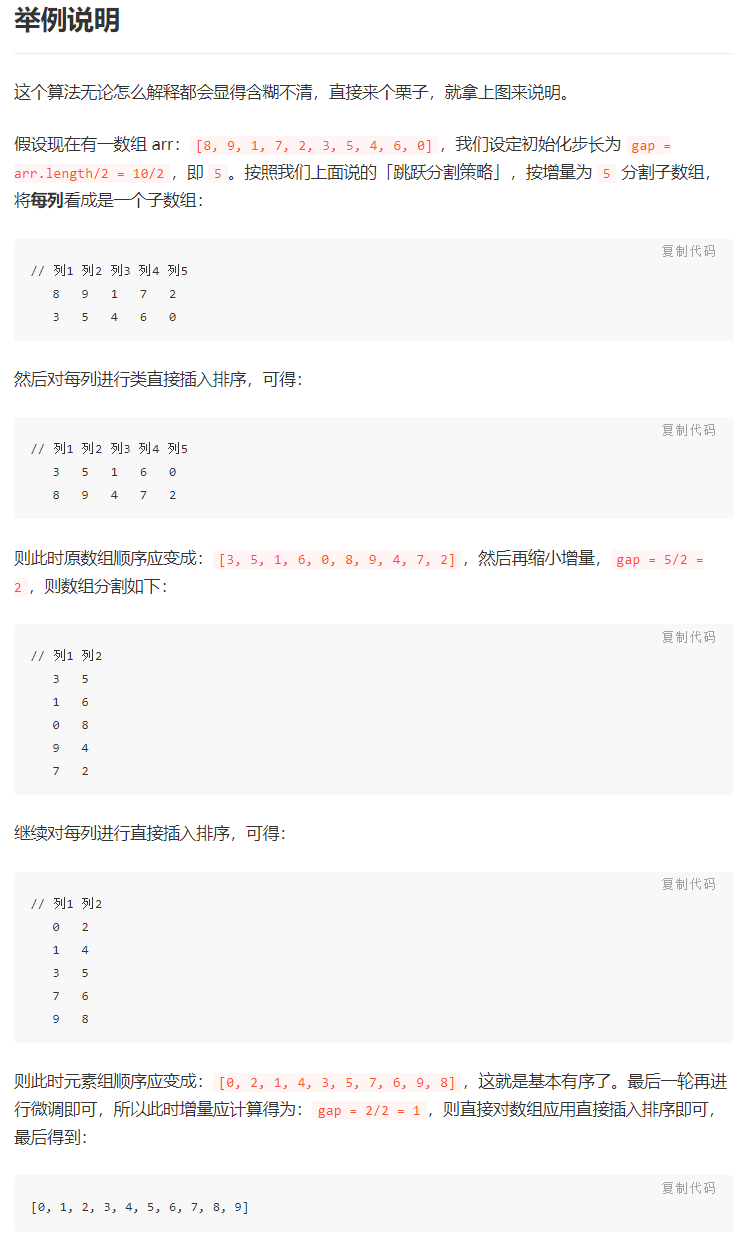 举例说明
这个算法无论怎么解释都会显得含糊不清，直接来个栗子，就拿上图来说明。
假设现在有一数组 arr：[8, 9, 1, 7, 2, 3, 5, 4, 6, 0]，我们设定初始化步长为 gap =
arr.length/2 = 10/2，即 5。按照我们上面说的「跳跃分割策略」，按增量为 5 分割子数组，
将每列看成是一个子数组：
复制代码
// 列1 列2 列3 列4 列5
8 9 1 7 2
3 5 4 6 0
然后对每列进行类直接插入排序，可得：
复制代码
// 列1 列2 列3 列4 列5
3 5 1 6 0
8 9 4 7 2
则此时原数组顺序应变成：[3, 5, 1, 6, 0, 8, 9, 4, 7, 2]，然后再缩小增量，gap = 5/2 =
2，则数组分割如下：
复制代码
// 列1 列2
3 5
1 6
0 8
9 4
7 2
继续对每列进行直接插入排序，可得：
复制代码
// 列1 列2
0 2
1 4
3 5
7 6
9 8
则此时元素组顺序应变成：[0, 2, 1, 4, 3, 5, 7, 6, 9, 8]，这就是基本有序了。最后一轮再进
行微调即可，所以此时增量应计算得为：gap = 2/2 = 1，则直接对数组应用直接插入排序即可，
最后得到：
复制代码
[0, 1, 2, 3, 4, 5, 6, 7, 8, 9]